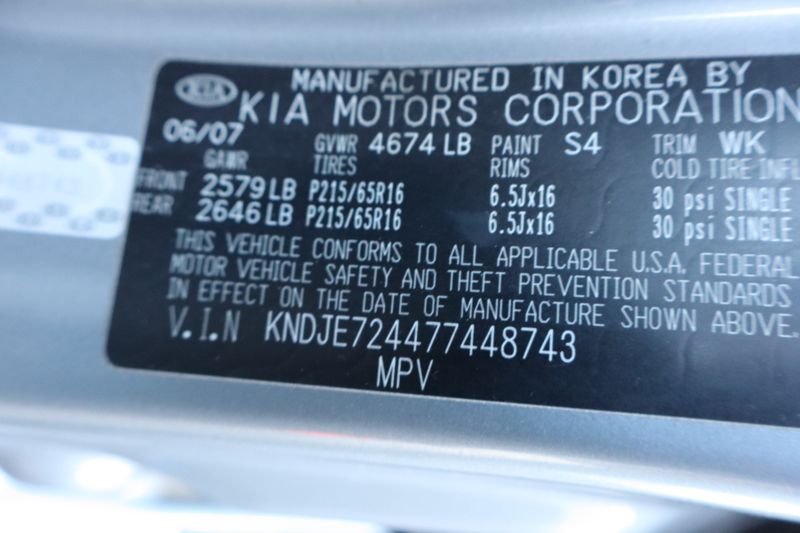 KIA
MANUFACTURED IN KOREA BY
KIA MOTORS CORPORATION
06/07 GVWR 4674 LB PAINT S4 TRIM WK
GAWR TIRES RIMS COLD TIRE INFL
FRONT 2579 LB P215/65R16 6.5Jx16 30 psi SINGLE
REAR 2646 LB P215/65R16 6.5Jx16 30 psi SINGLE
THIS VEHICLE CONFORMS TO ALL APPLICABLE U.S.A. FEDERAL
MOTOR VEHICLE SAFETY AND THEFT PREVENTION STANDARDS
IN EFFECT ON THE DATE OF MANUFACTURE SHOWN ABOVE.
V.I.N KNDJE724477448743
MPV